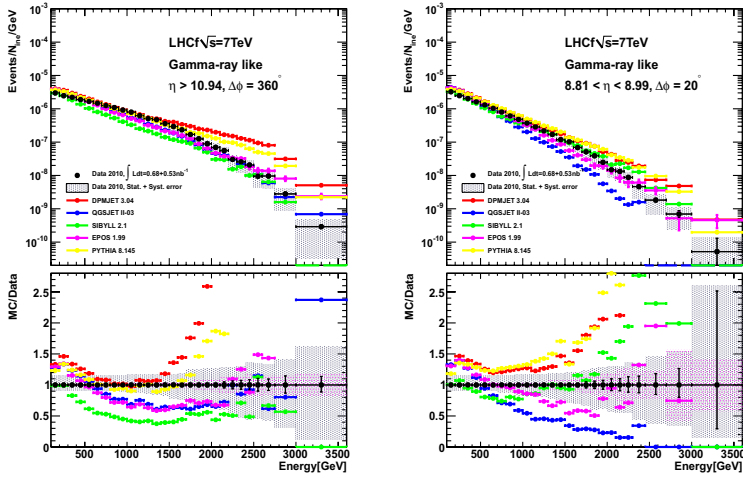 LHCf√s=7TeV
Gamma-ray like
η > 10.94, Δϕ = 360°
Events/N_ine/GeV
10⁻³
10⁻⁴
10⁻⁵
10⁻⁶
10⁻⁷
10⁻⁸
10⁻⁹
10⁻¹⁰
Data 2010, ∫ Ldt=0.68+0.53nb⁻¹
Data 2010, Stat. + Syst. error
DPMJET 3.04
QGSJET II-03
SIBYLL 2.1
EPOS 1.99
PYTHIA 8.145
MC/Data
2.5
2
1.5
1
0.5
0
500 1000 1500 2000 2500 3000 3500
Energy[GeV]
LHCf√s=7TeV
Gamma-ray like
8.81 < η < 8.99, Δϕ = 20°
Events/N_ine/GeV
10⁻³
10⁻⁴
10⁻⁵
10⁻⁶
10⁻⁷
10⁻⁸
10⁻⁹
10⁻¹⁰
Data 2010, ∫ Ldt=0.68+0.53nb⁻¹
Data 2010, Stat. + Syst. error
DPMJET 3.04
QGSJET II-03
SIBYLL 2.1
EPOS 1.99
PYTHIA 8.145
MC/Data
2.5
2
1.5
1
0.5
0
500 1000 1500 2000 2500 3000 3500
Energy[GeV]